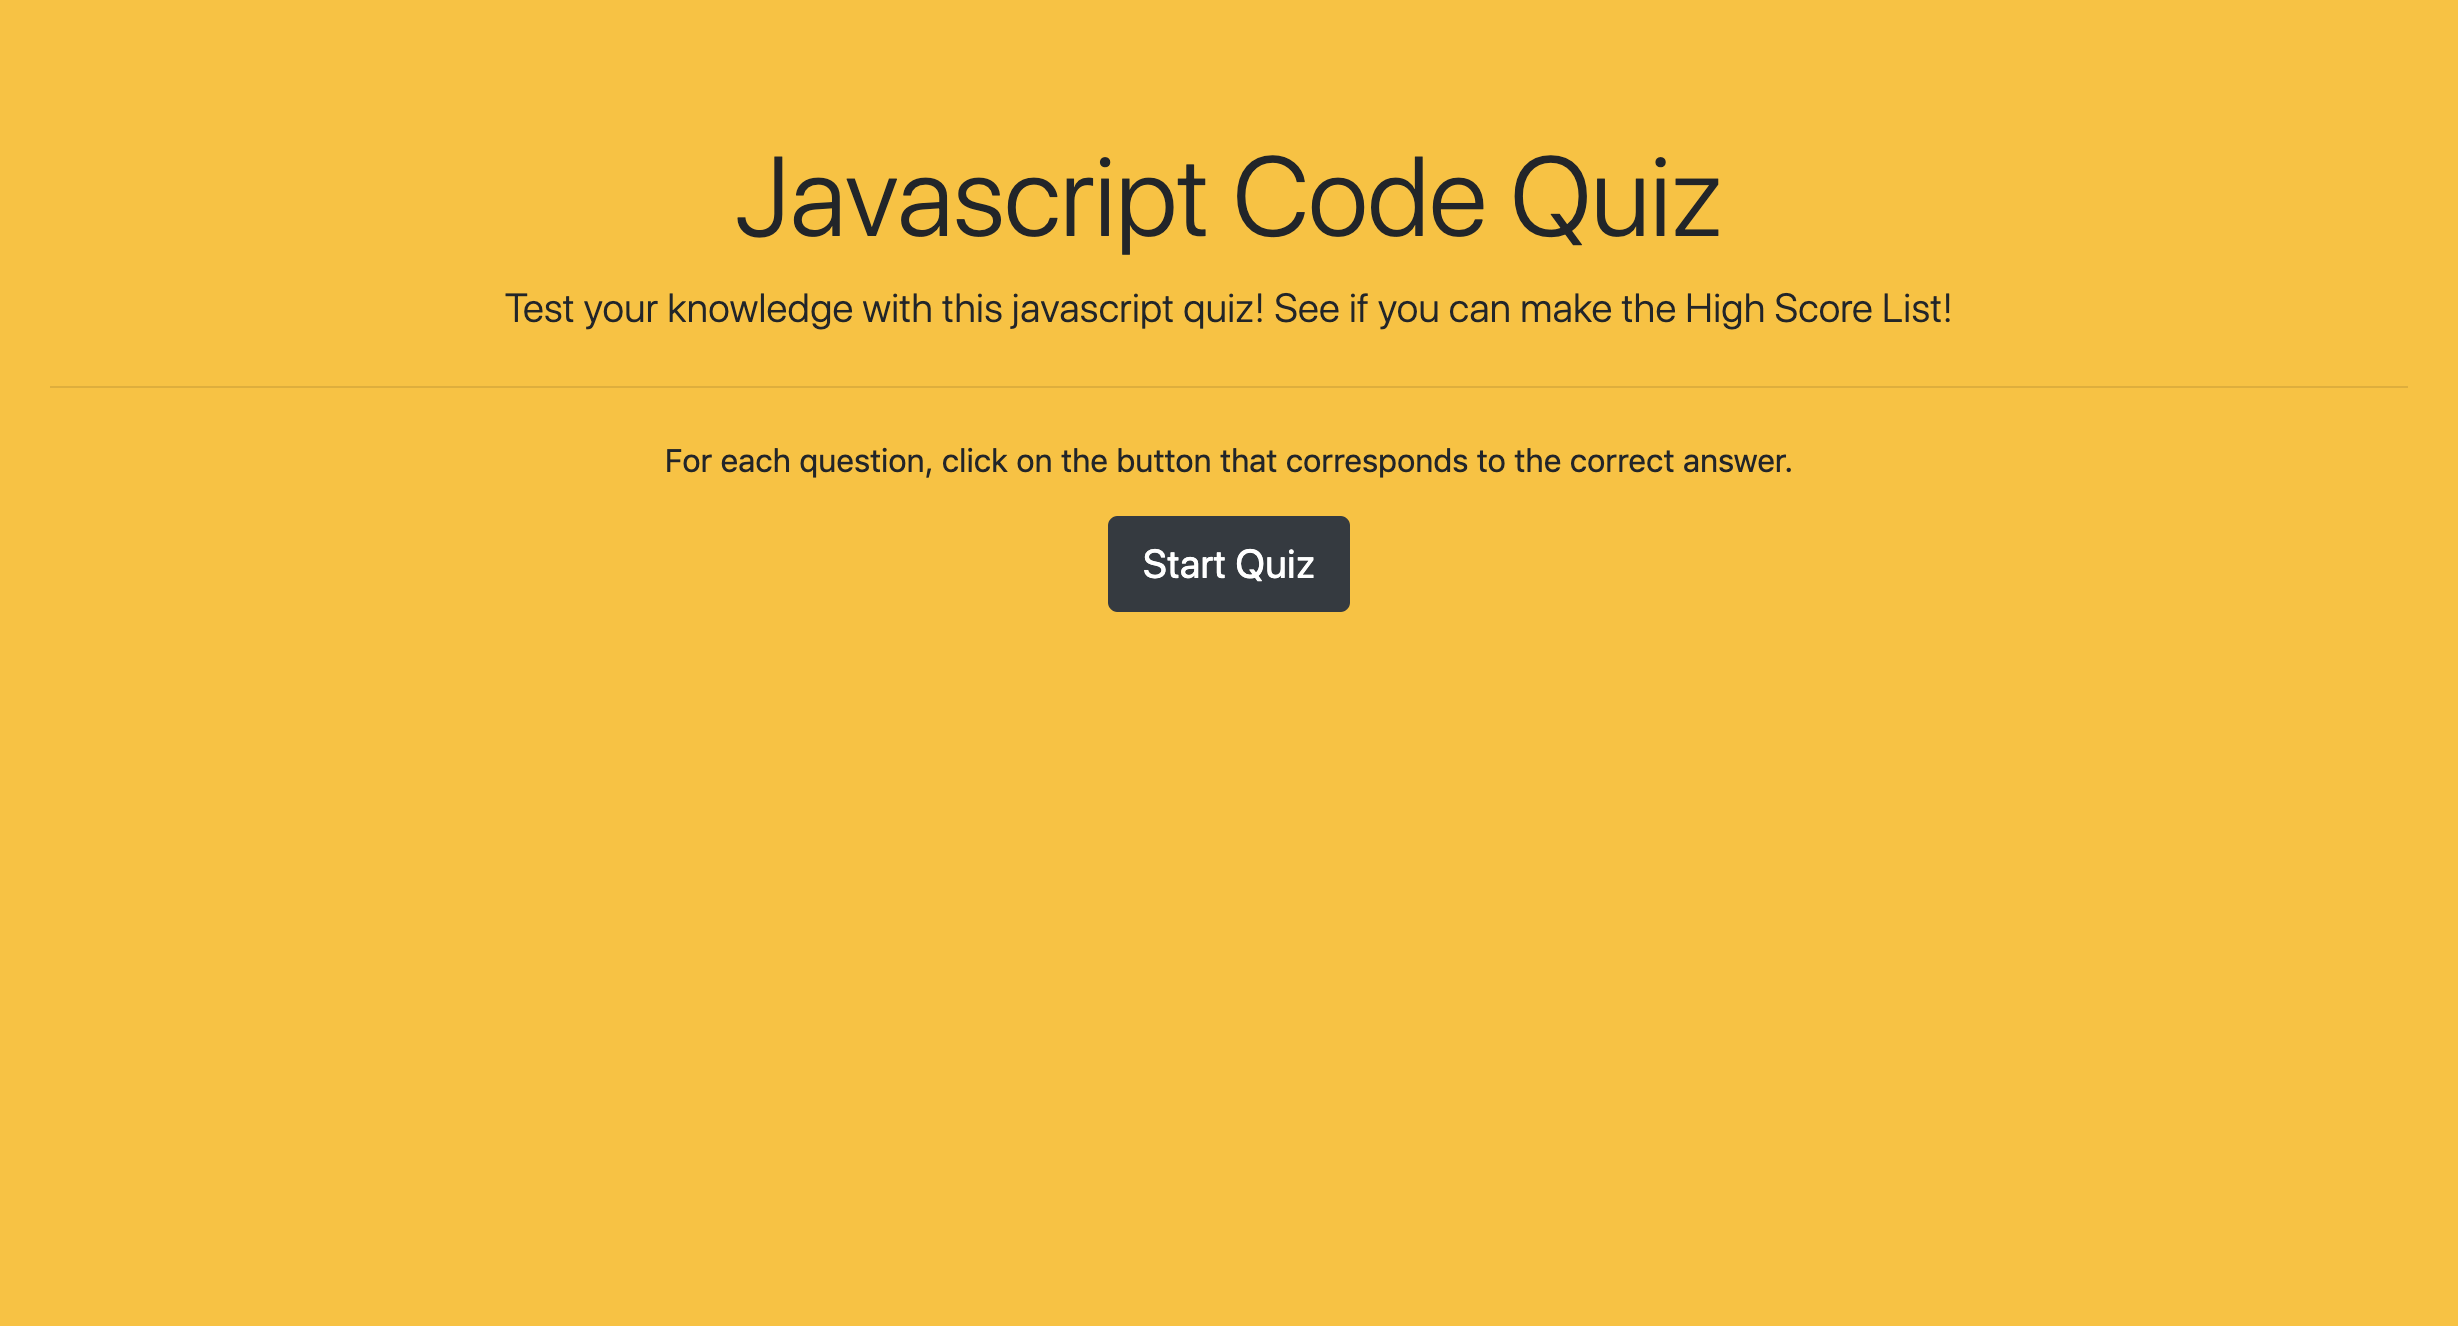 Javascript Code Quiz
Test your knowledge with this javascript quiz! See if you can make the High Score List!
For each question, click on the button that corresponds to the correct answer.
Start Quiz